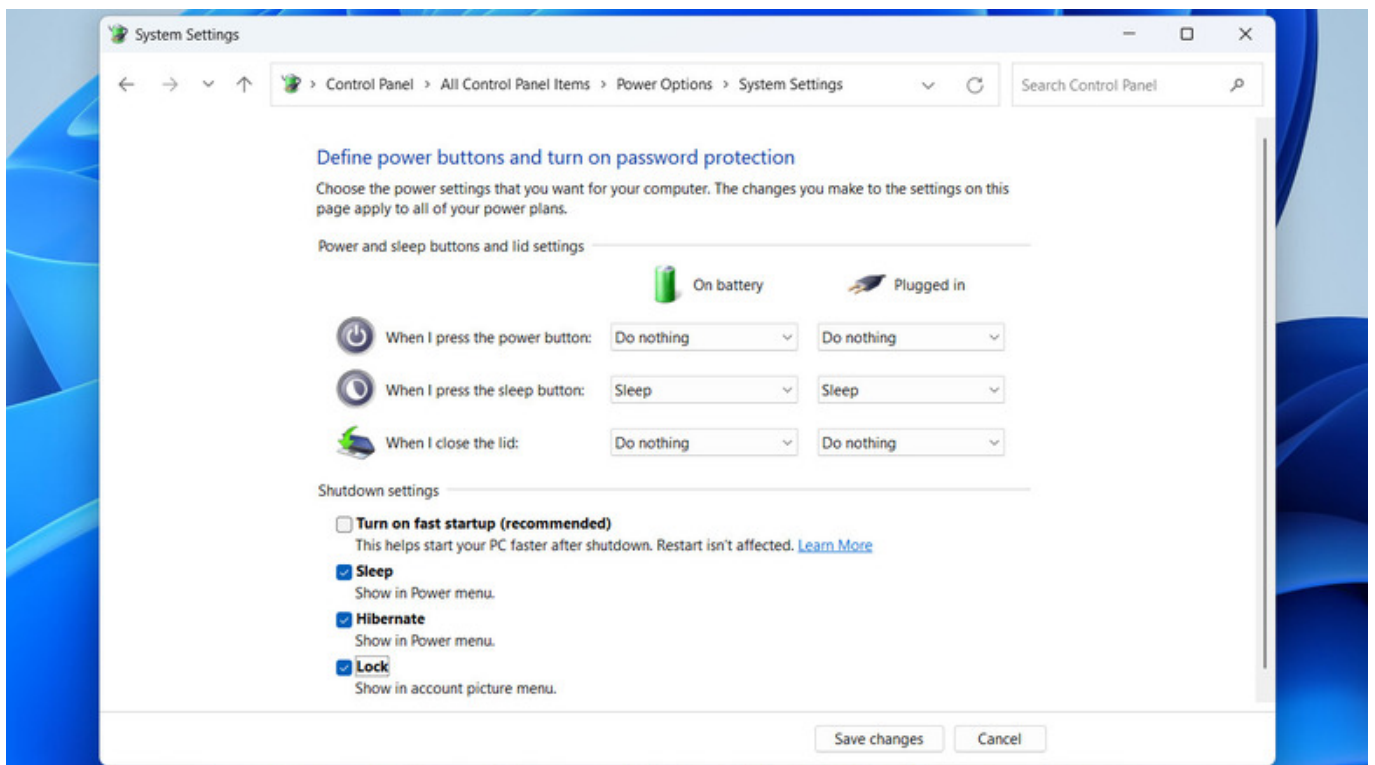 System Settings
Control Panel > All Control Panel Items > Power Options > System Settings
Search Control Panel
Define power buttons and turn on password protection
Choose the power settings that you want for your computer. The changes you make to the settings on this
page apply to all of your power plans.
Power and sleep buttons and lid settings
On battery
Plugged in
When I press the power button: Do nothing Do nothing
When I press the sleep button: Sleep Sleep
When I close the lid: Do nothing Do nothing
Shutdown settings
Turn on fast startup (recommended)
This helps start your PC faster after shutdown. Restart isn't affected. Learn More
Sleep
Show in Power menu.
Hibernate
Show in Power menu.
Lock
Show in account picture menu.
Save changes
Cancel